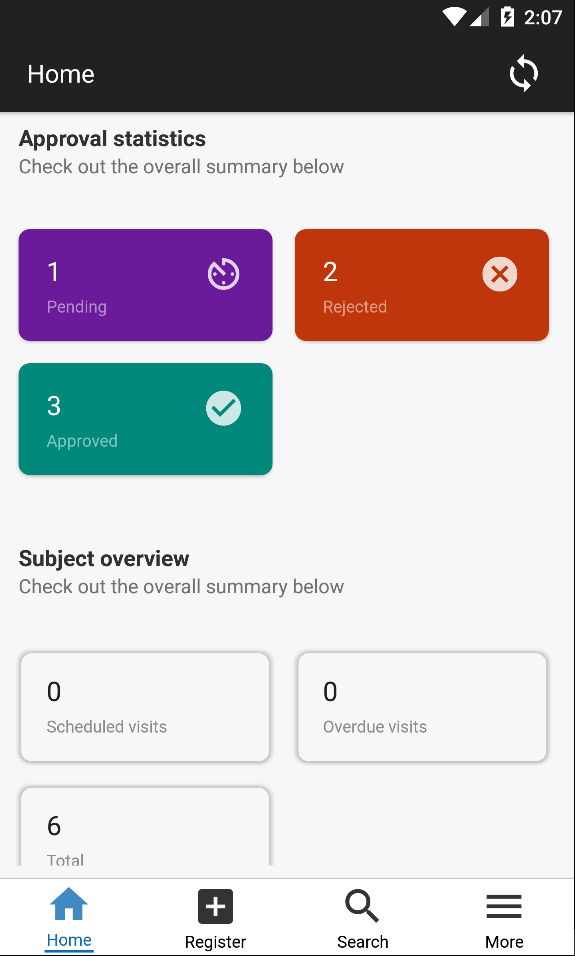 2:07
Home
Approval statistics
Check out the overall summary below
1
Pending
2
Rejected
3
Approved
Subject overview
Check out the overall summary below
0
Scheduled visits
0
Overdue visits
6
Total
Home
Register
Search
More